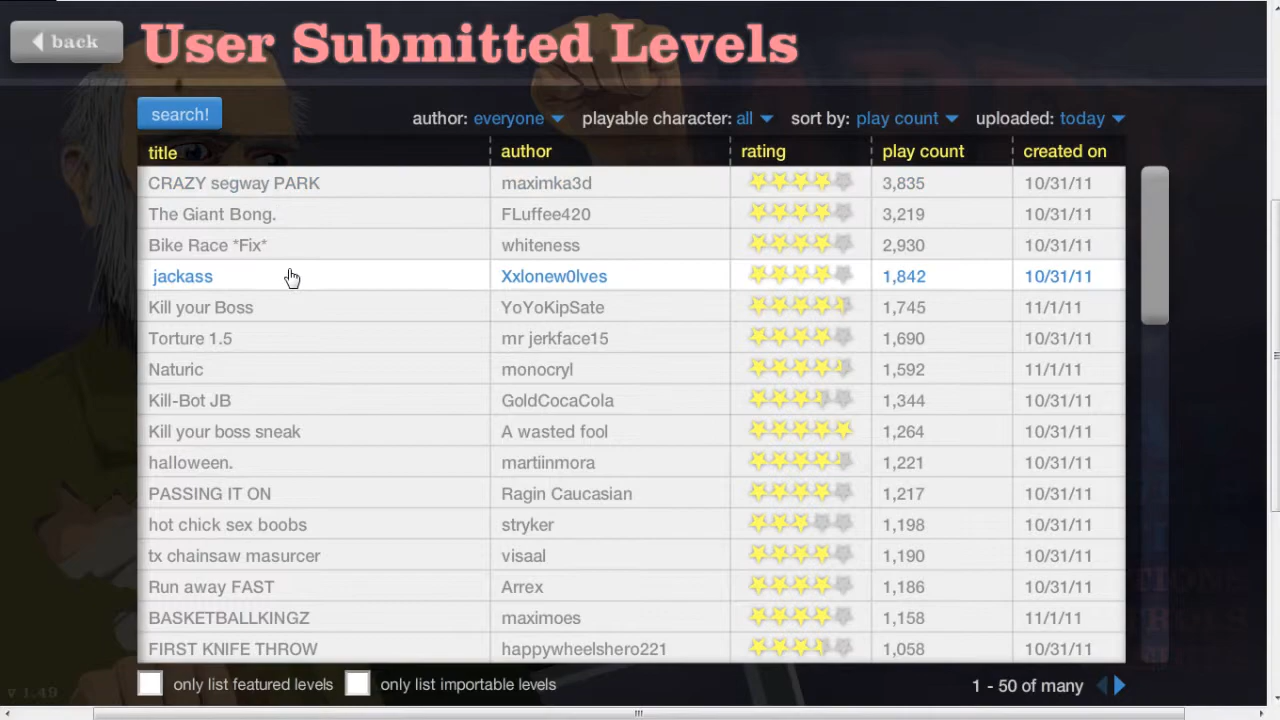 back
User Submitted Levels
search!
author: everyone playable character: all sort by: play count uploaded: today
title author rating play count created on
CRAZY segway PARK maximka3d 3,835 10/31/11
The Giant Bong. FLuffee420 3,219 10/31/11
Bike Race *Fix* whiteness 2,930 10/31/11
jackass Xxlonew0lves 1,842 10/31/11
Kill your Boss YoYoKipSate 1,745 11/1/11
Torture 1.5 mr jerkface15 1,690 10/31/11
Naturic monocryl 1,592 11/1/11
Kill-Bot JB GoldCocaCola 1,344 10/31/11
Kill your boss sneak A wasted fool 1,264 10/31/11
halloween. martiinmora 1,221 10/31/11
PASSING IT ON Ragin Caucasian 1,217 10/31/11
hot chick sex boobs stryker 1,198 10/31/11
tx chainsaw masurcer visaal 1,190 10/31/11
Run away FAST Arrex 1,186 10/31/11
BASKETBALLKINGZ maximoes 1,158 11/1/11
FIRST KNIFE THROW happywheelshero221 1,058 10/31/11
only list featured levels only list importable levels 1 - 50 of many
v 1.49